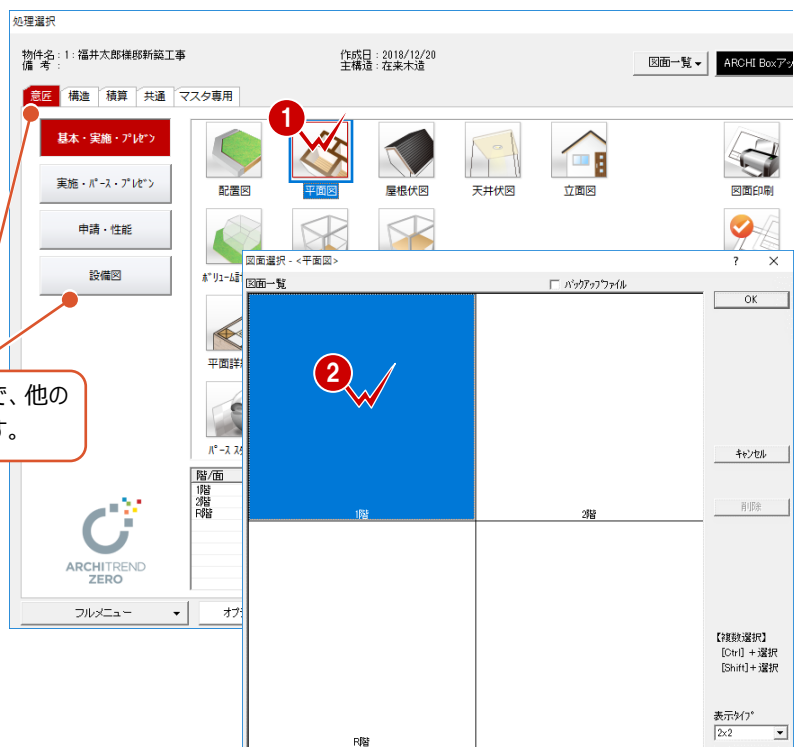 処理選択
物件名:1:福井太郎様邸新築工事
備 考:
作成日:2018/12/20
主構造:在来木造
図面一覧
ARCHI Boxアッ
意匠
構造
積算
共通
マスタ専用
基本・実施・プレゼン
実施・パース・プレゼン
申請・性能
設備図
1
配置図
平面図
屋根伏図
天井伏図
立面図
図面印刷
ボリューム計
平面詳
パース ス
で、他の
す。
図面選択 - <平面図>
? ×
図面一覧
バックアップファイル
OK
2
キャンセル
削除
1階
2階
R階
【複数選択】
[Ctrl] +選択
[Shift]+選択
表示タイプ
2x2
階/面
1階
2階
R階
ARCHITREND
ZERO
フルメニュー
オプ